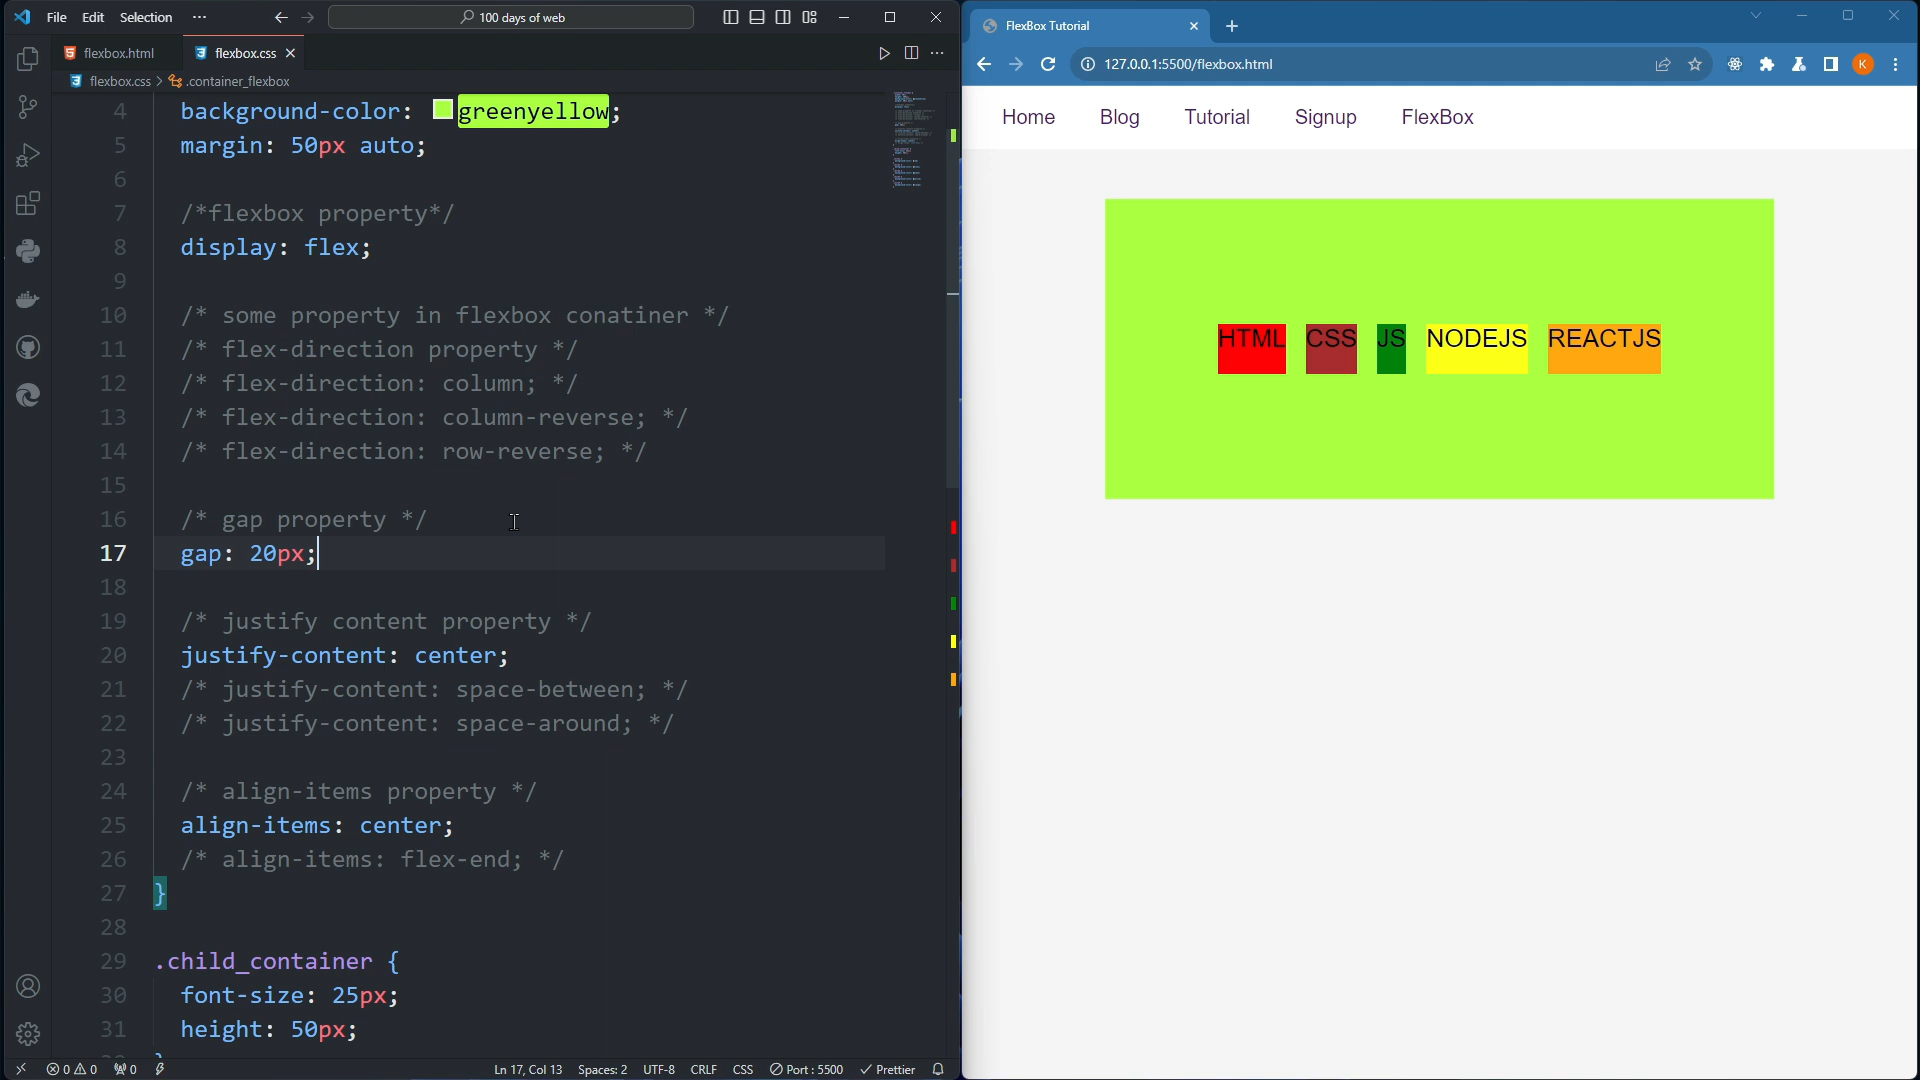 File Edit Selection ···
100 days of web
flexbox.html
flexbox.css
flexbox.css > .container_flexbox
4 background-color: greenyellow;
5 margin: 50px auto;
6
7 /*flexbox property*/
8 display: flex;
9
10 /* some property in flexbox conatiner */
11 /* flex-direction property */
12 /* flex-direction: column; */
13 /* flex-direction: column-reverse; */
14 /* flex-direction: row-reverse; */
15
16 /* gap property */
17 gap: 20px;
18
19 /* justify content property */
20 justify-content: center;
21 /* justify-content: space-between; */
22 /* justify-content: space-around; */
23
24 /* align-items property */
25 align-items: center;
26 /* align-items: flex-end; */
27 }
28
29 .child_container {
30 font-size: 25px;
31 height: 50px;
0 0 0 Ln 17, Col 13 Spaces: 2 UTF-8 CRLF CSS Port : 5500 Prettier
FlexBox Tutorial
127.0.0.1:5500/flexbox.html
K
Home Blog Tutorial Signup FlexBox
HTML CSS JS NODEJS REACTJS